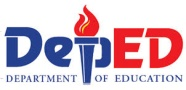 DepED
DEPARTMENT OF EDUCATION